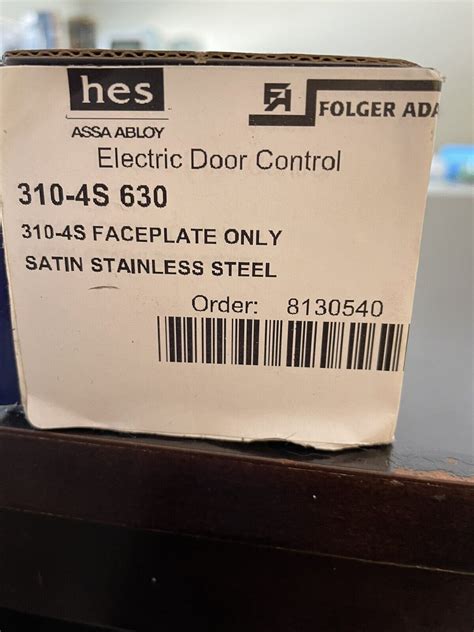 hes
ASSA ABLOY
FOLGER ADA
Electric Door Control
310-4S 630
310-4S FACEPLATE ONLY
SATIN STAINLESS STEEL
Order: 8130540